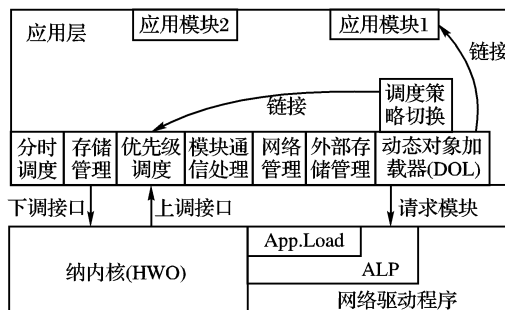 应用层
应用模块2
应用模块1
链接
链接
调度策
略切换
分时
调度
存储
管理
优先级
调度
模块通
信处理
网络
管理
外部存
储管理
动态对象加
载器(DOL)
下调接口
上调接口
请求模块
纳内核(HWO)
App.Load
ALP
网络驱动程序